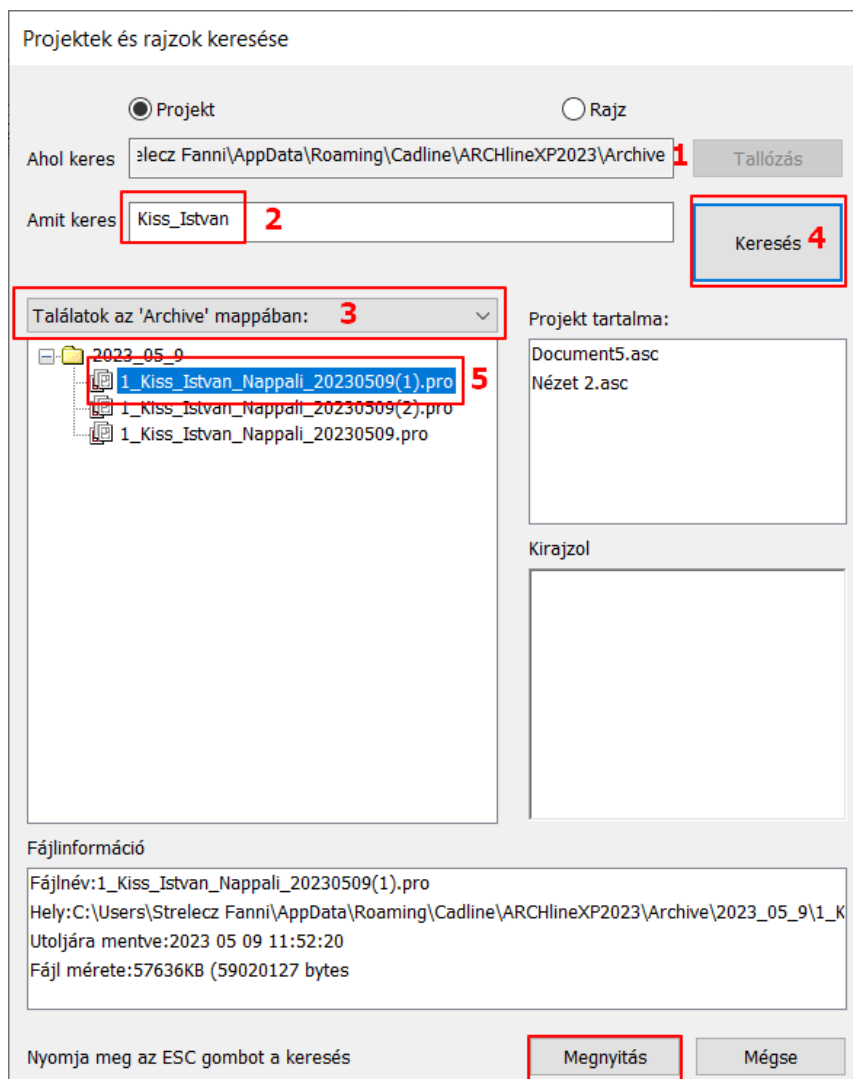 Projektek és rajzok keresése
Projekt Rajz
Ahol keres elecz Fanni\AppData\Roaming\Cadline\ARCHlineXP2023\Archive 1 Tallózás
Amit keres Kiss_Istvan 2
Keresés 4
Találatok az 'Archive' mappában: 3
Projekt tartalma:
2023_05_9
Document5.asc
1_Kiss_Istvan_Nappali_20230509(1).pro 5
Nézet 2.asc
1_Kiss_Istvan_Nappali_20230509(2).pro
1_Kiss_Istvan_Nappali_20230509.pro
Kirajzol
Fájlinformáció
Fájlnév:1_Kiss_Istvan_Nappali_20230509(1).pro
Hely:C:\Users\Strelecz Fanni\AppData\Roaming\Cadline\ARCHlineXP2023\Archive\2023_05_9\1_K
Utoljára mentve:2023 05 09 11:52:20
Fájl mérete:57636KB (59020127 bytes
Nyomja meg az ESC gombot a keresés Megnyitás Mégse